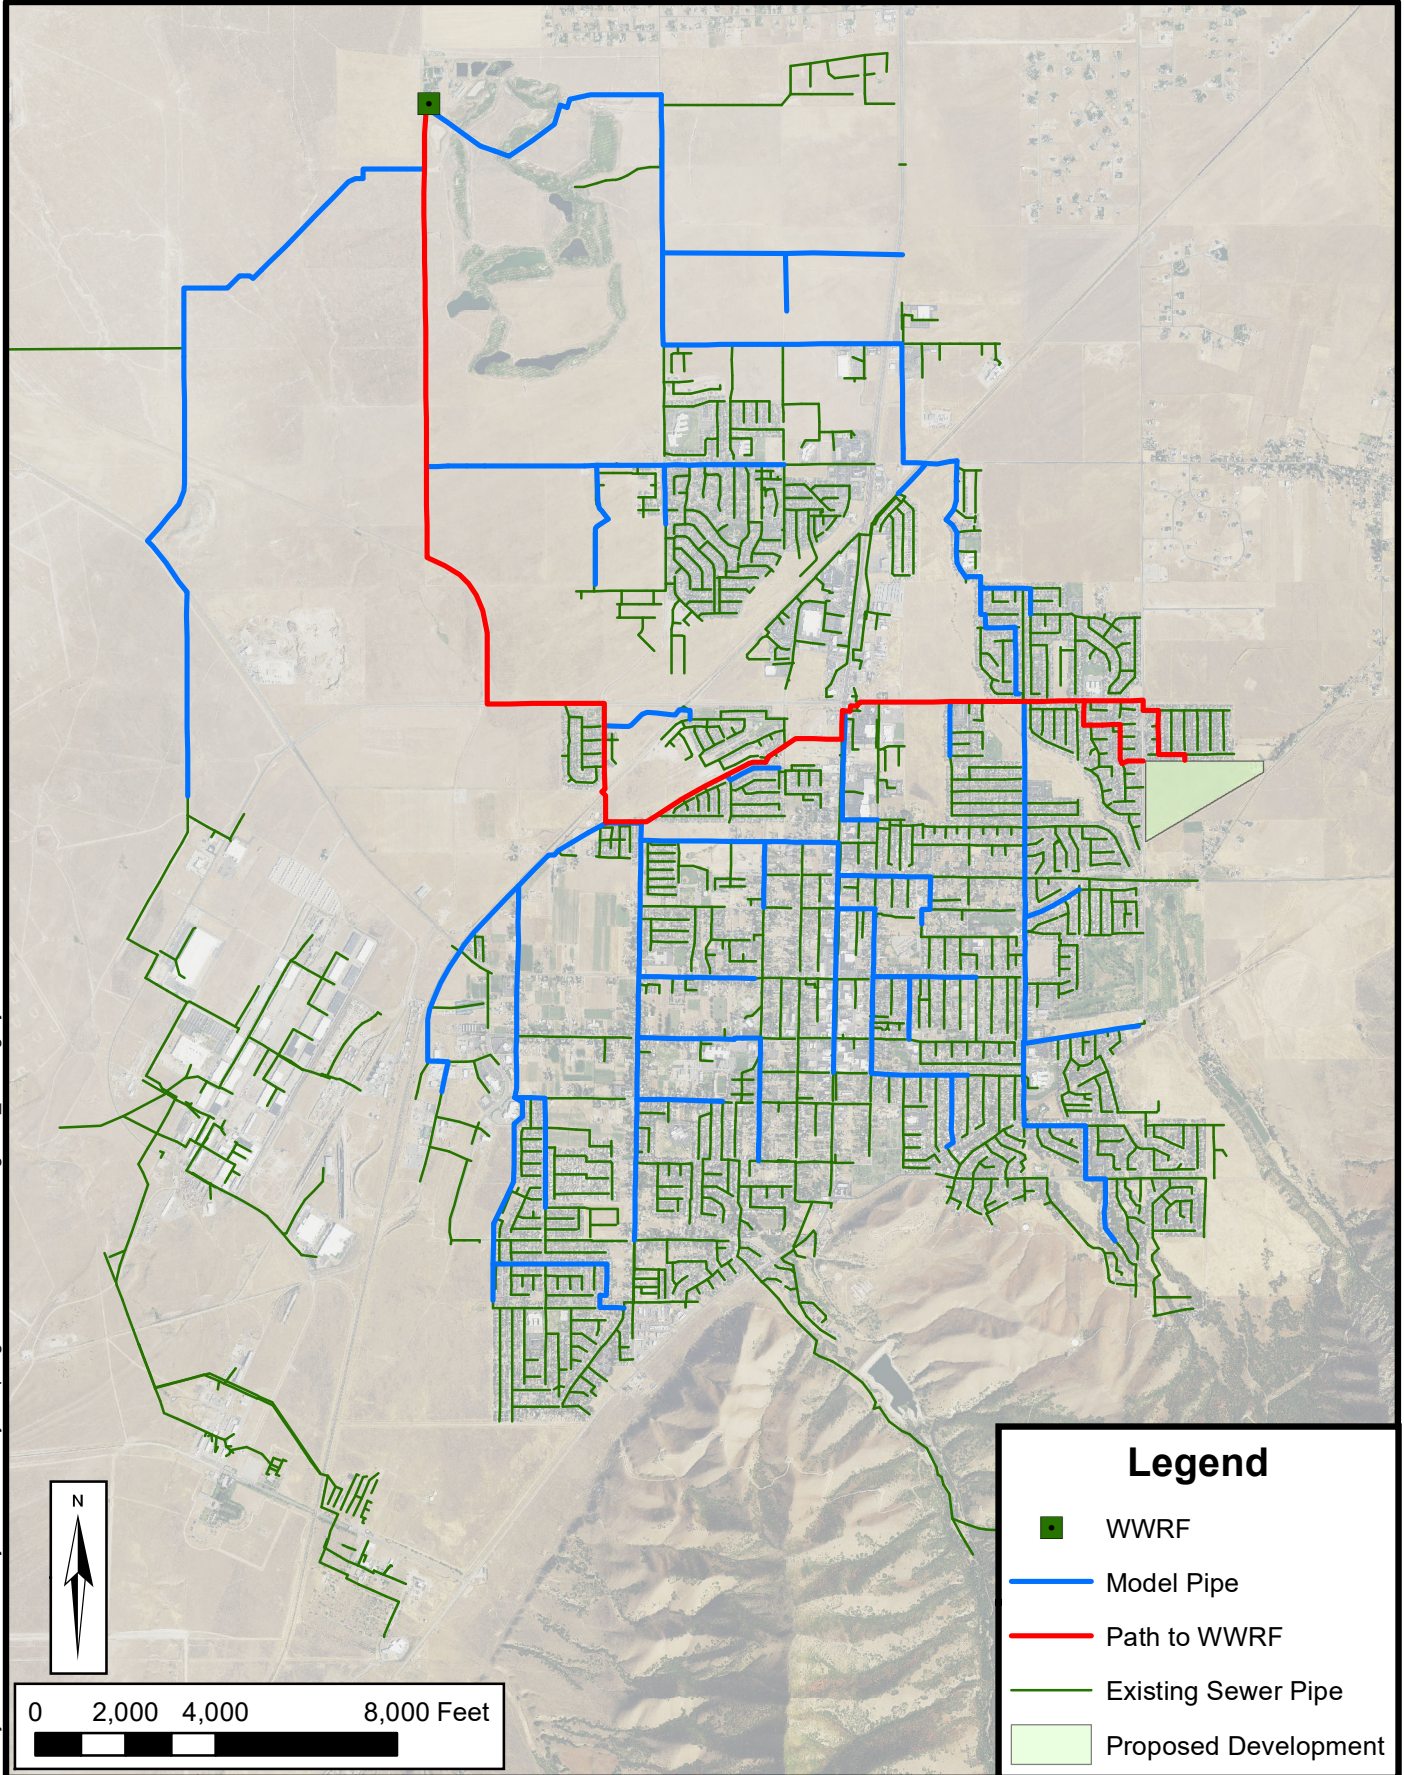 N
0 2,000 4,000 8,000 Feet
Legend
WWRF
Model Pipe
Path to WWRF
Existing Sewer Pipe
Proposed Development